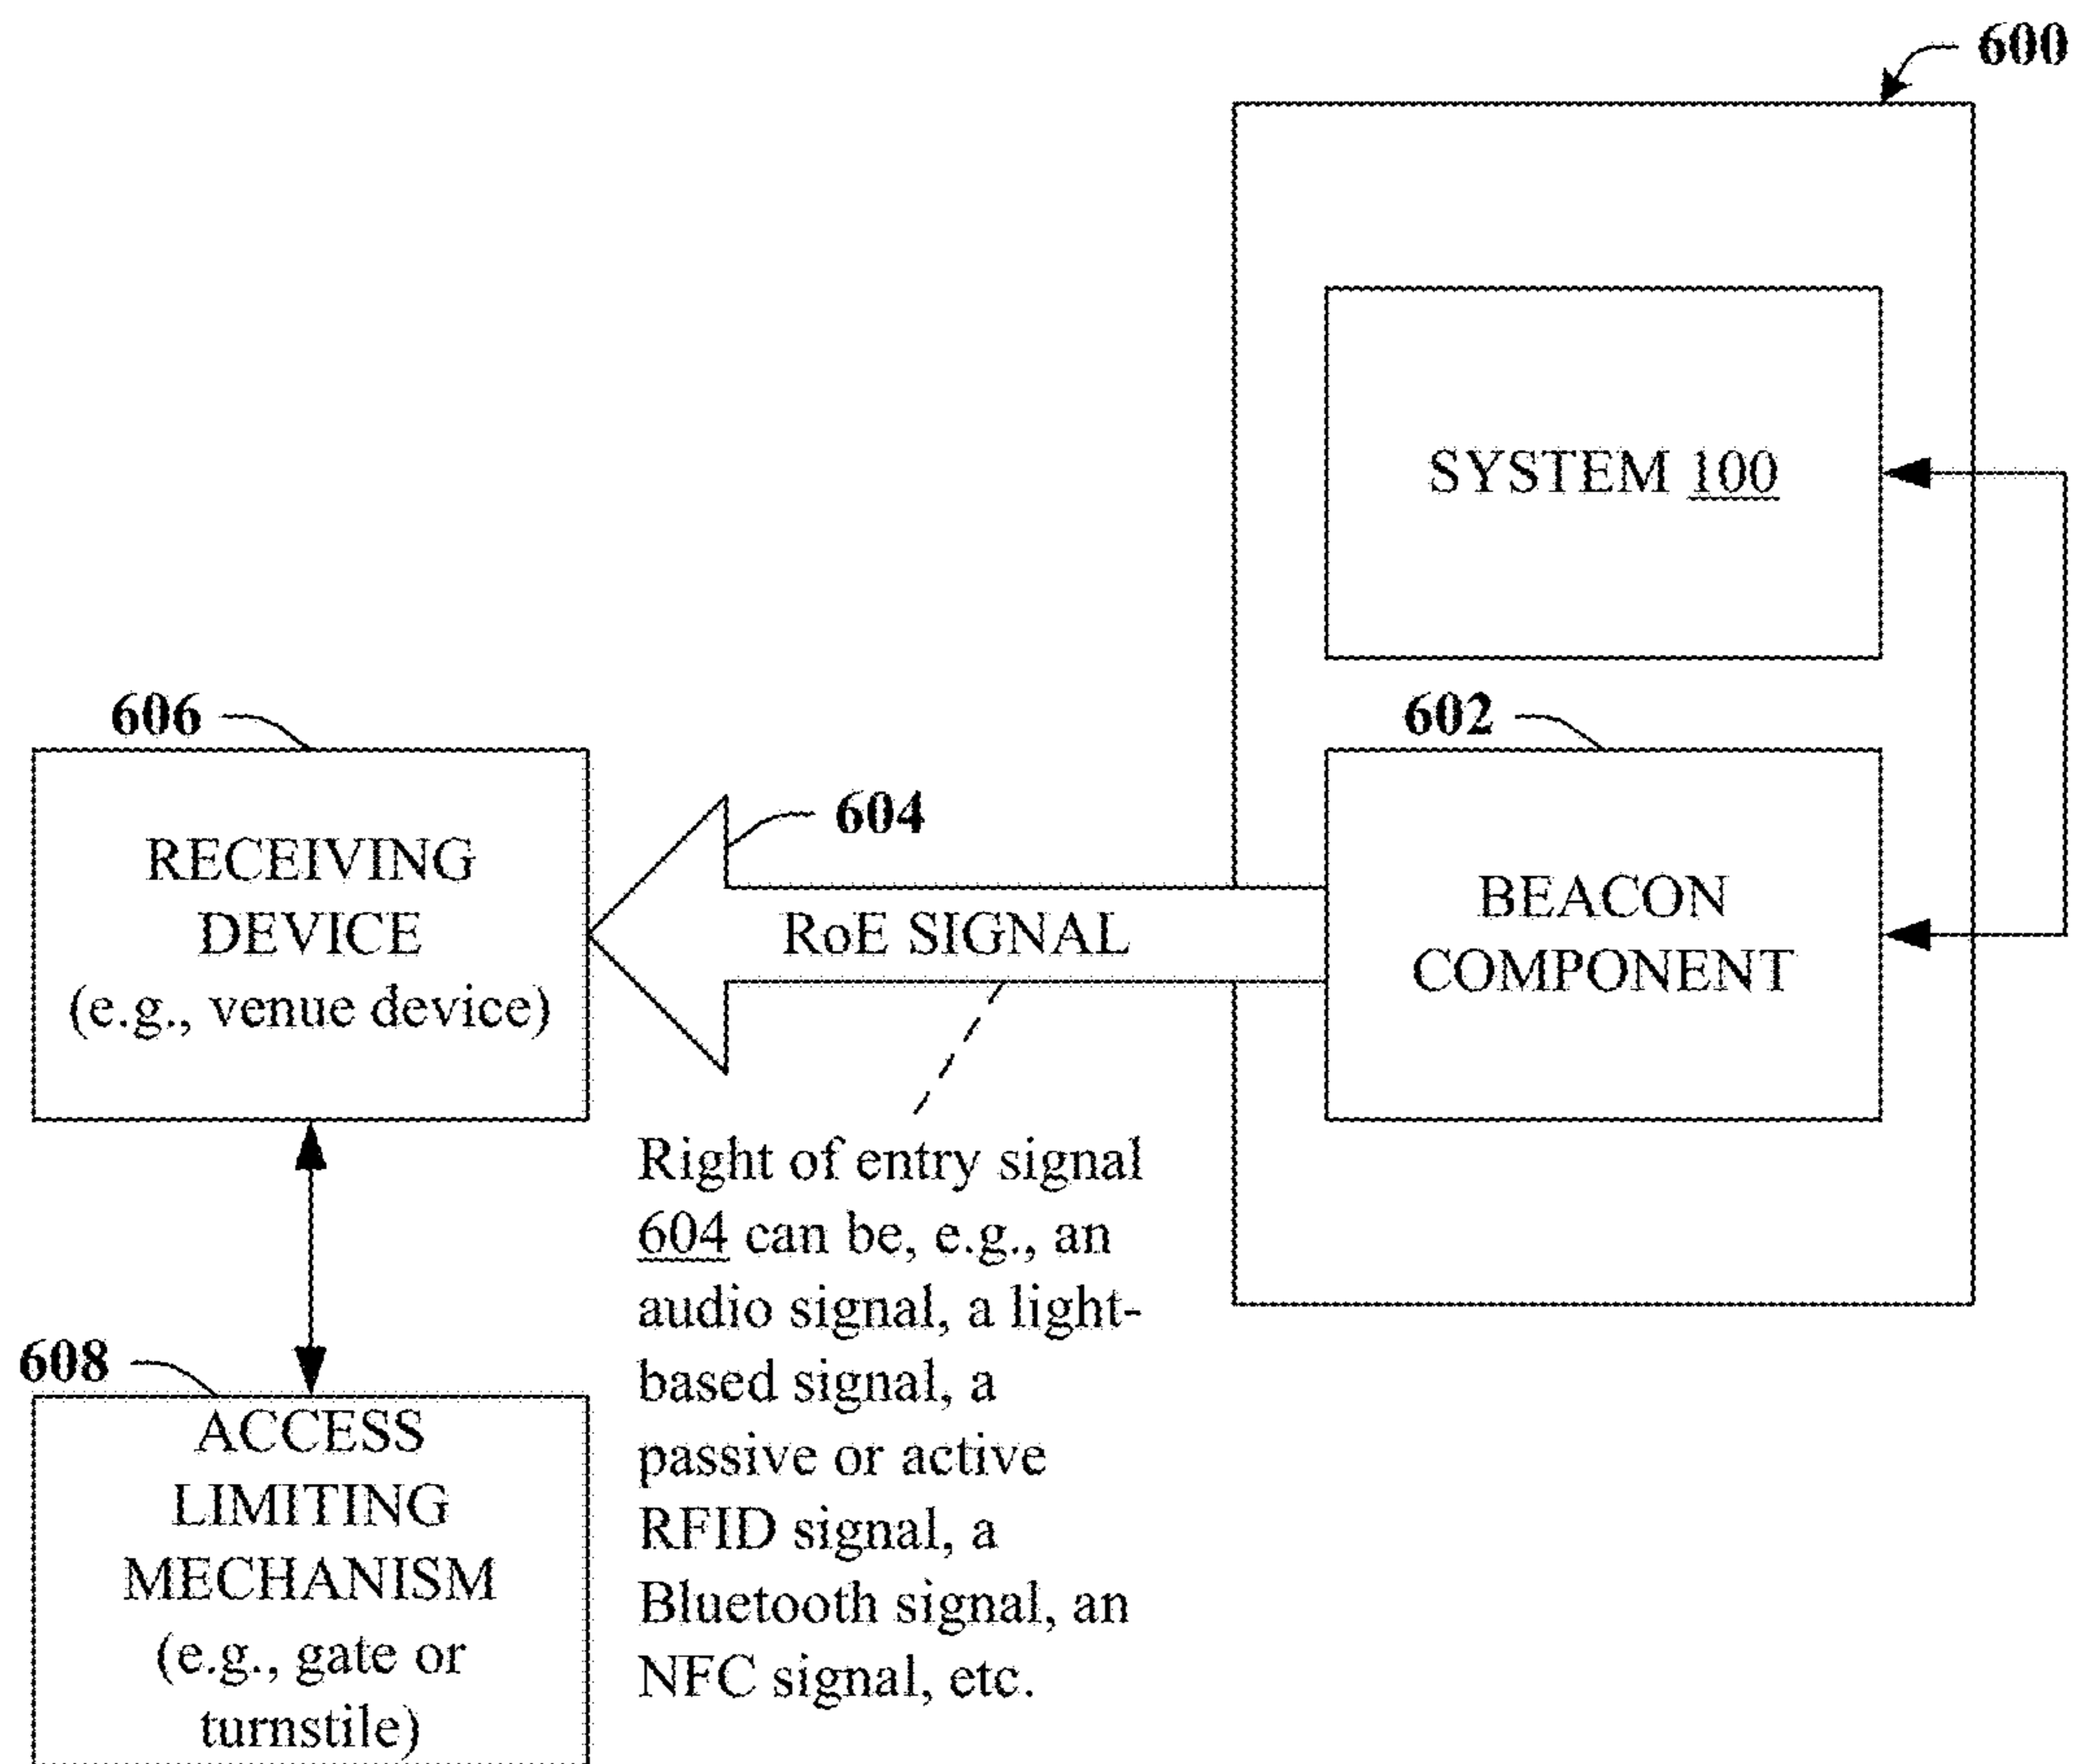 600
SYSTEM 100
602
BEACON
COMPONENT
604
RoE SIGNAL
606
RECEIVING
DEVICE
(e.g., venue device)
Right of entry signal
604 can be, e.g., an
audio signal, a light-
based signal, a
passive or active
RFID signal, a
Bluetooth signal, an
NFC signal, etc.
608
ACCESS
LIMITING
MECHANISM
(e.g., gate or
turnstile)